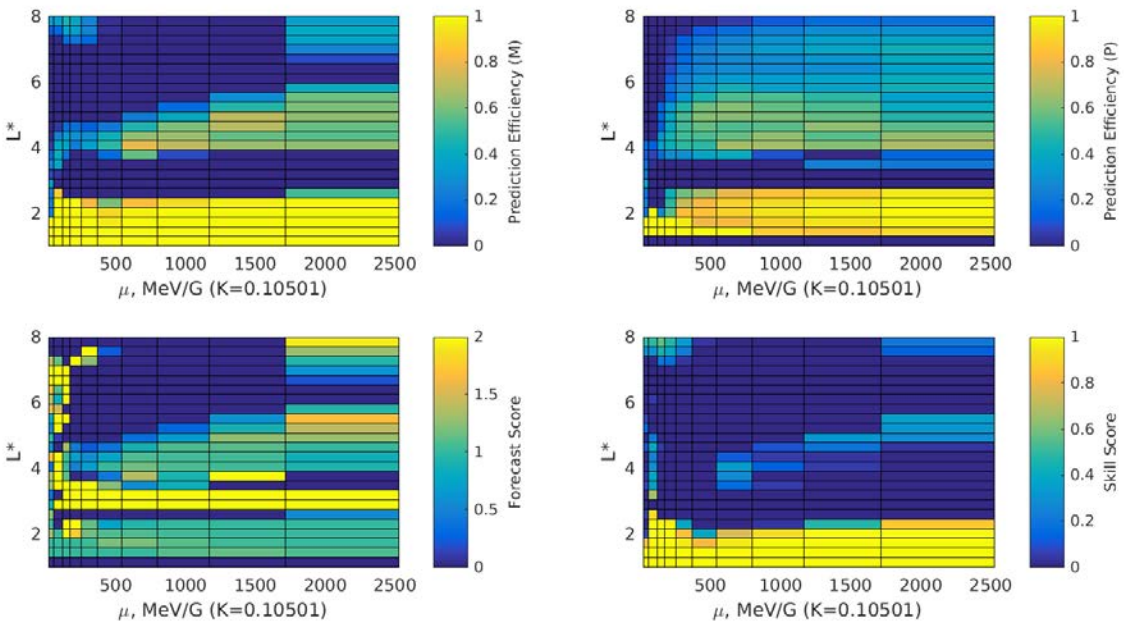 8
6
4
2
L*
500 1000 1500 2000 2500
μ, MeV/G (K=0.10501)
1
0.8
0.6
0.4
0.2
0
Prediction Efficiency (M)
8
6
4
2
L*
500 1000 1500 2000 2500
μ, MeV/G (K=0.10501)
1
0.8
0.6
0.4
0.2
0
Prediction Efficiency (P)
8
6
4
2
L*
500 1000 1500 2000 2500
μ, MeV/G (K=0.10501)
2
1.5
1
0.5
0
Forecast Score
8
6
4
2
L*
500 1000 1500 2000 2500
μ, MeV/G (K=0.10501)
1
0.8
0.6
0.4
0.2
0
Skill Score